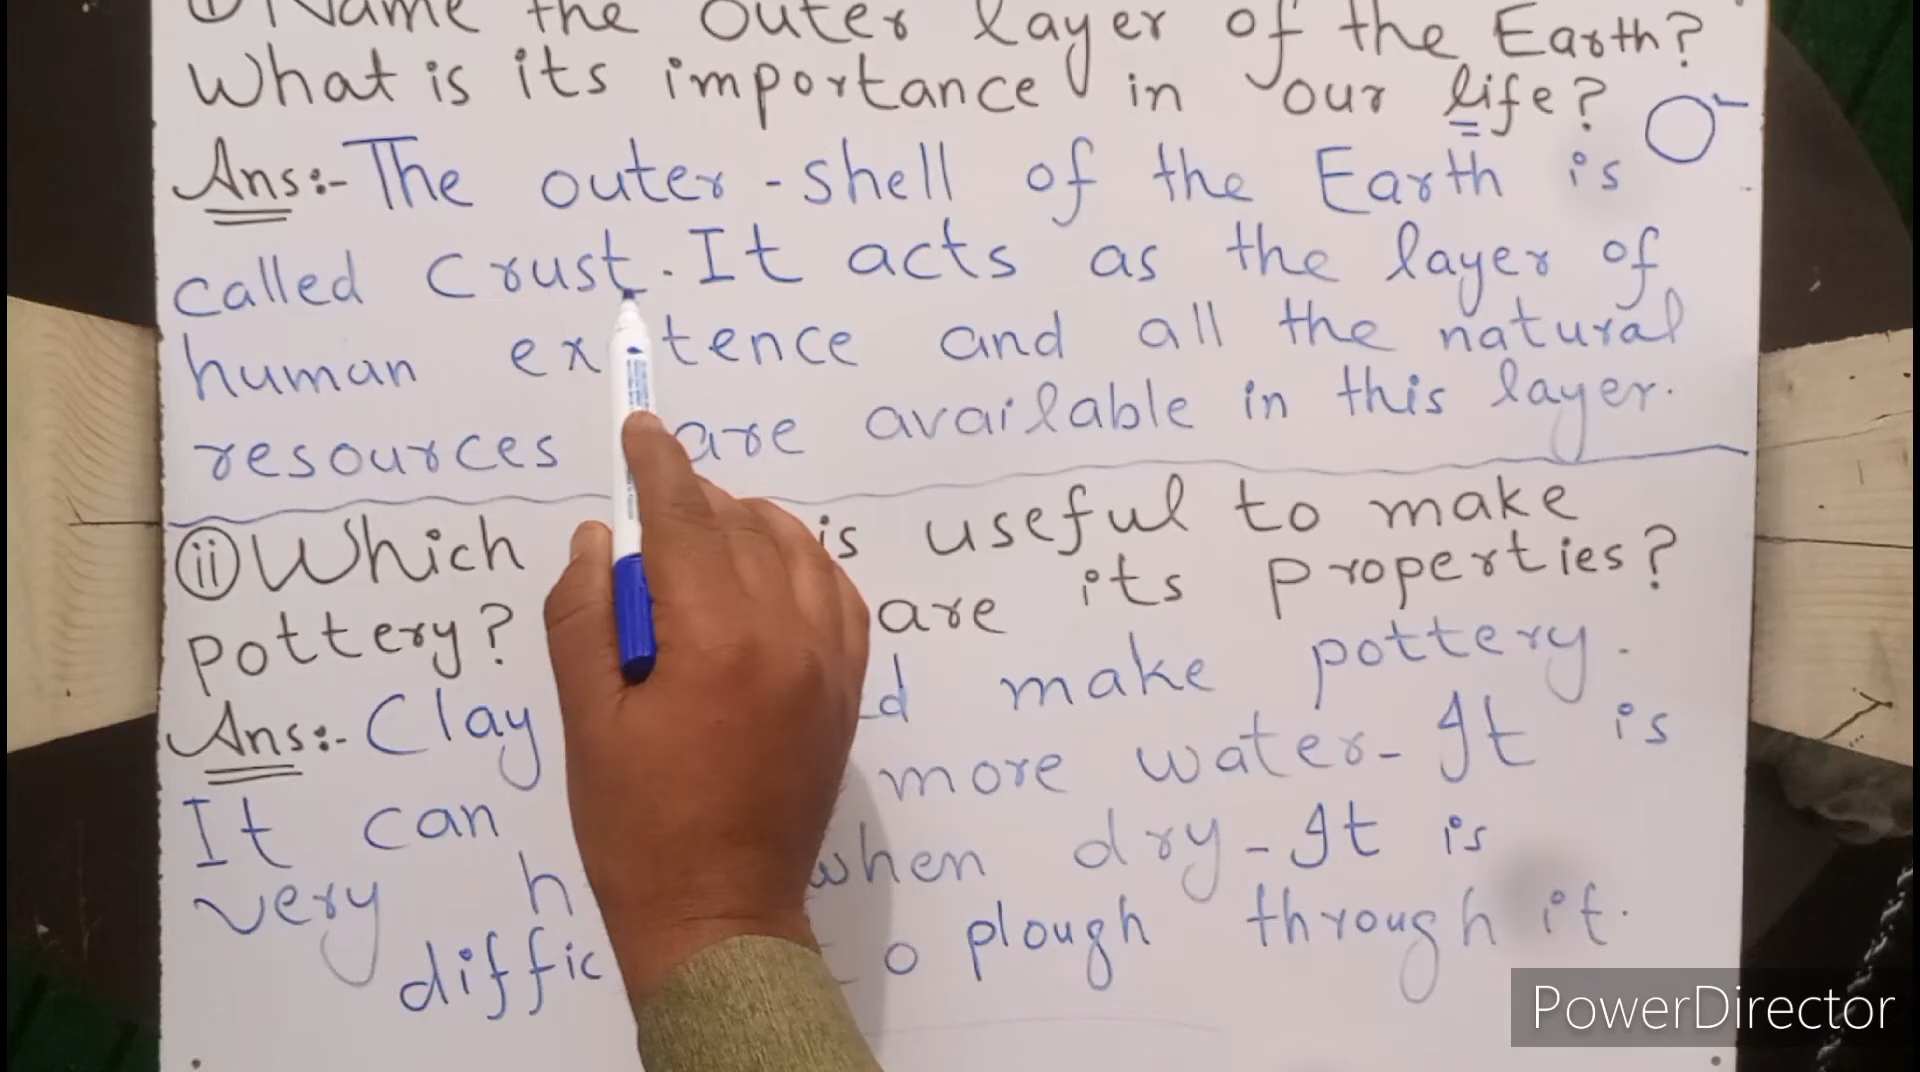 ① Name the outer layer of the Earth?
What is its importance in our life?
Ans:- The outer-shell of the Earth is
called Crust. It acts as the layer of
human ex tence and all the natural
resources are available in this layer.
ii Which is useful to make
pottery? are its properties?
Ans:- Clay make pottery.
It can more water- It is
very when dry- It is
plough through it.
PowerDirector